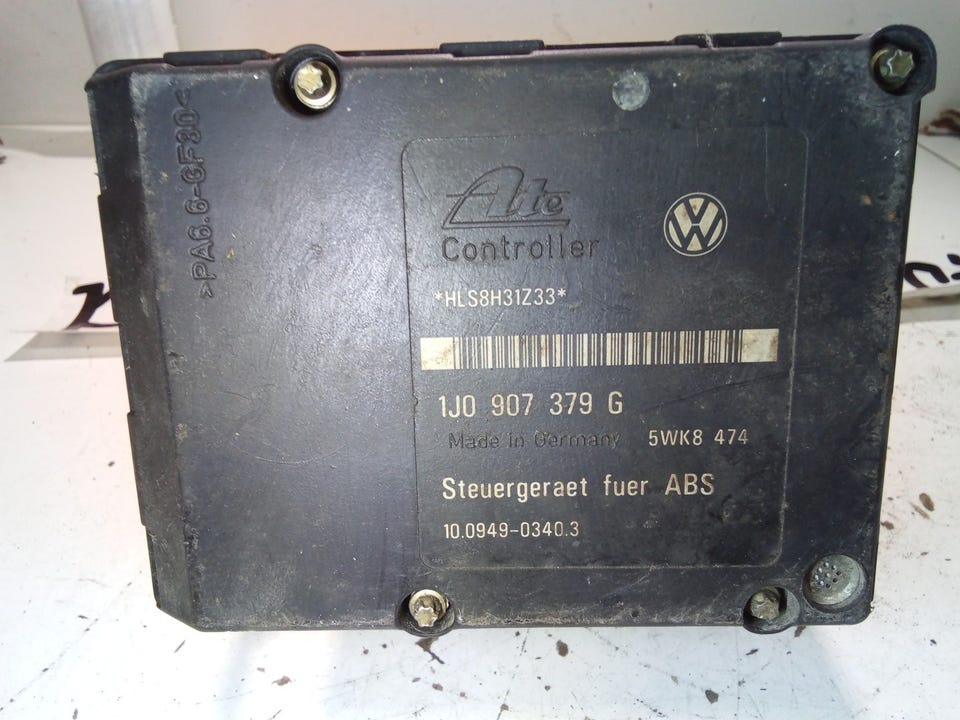 >PA6.6-GF30<
Ate
Controller
*HLS8H31Z33*
1J0 907 379 G
Made in Germany 5WK8 474
Steuergeraet fuer ABS
10.0949-0340.3